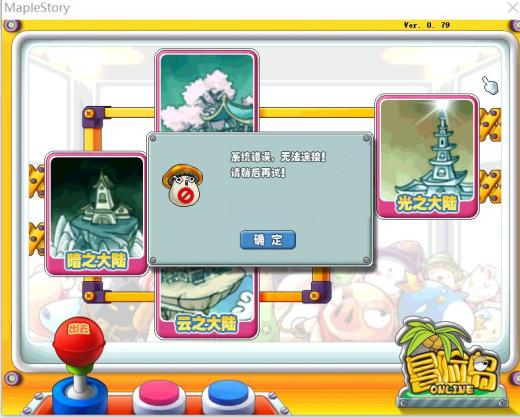 MapleStory
Ver. 0. 79
系统错误，无法连接!
请稍后再试!
确 定
光之大陆
暗之大陆
云之大陆
出去
冒险岛
ONLINE